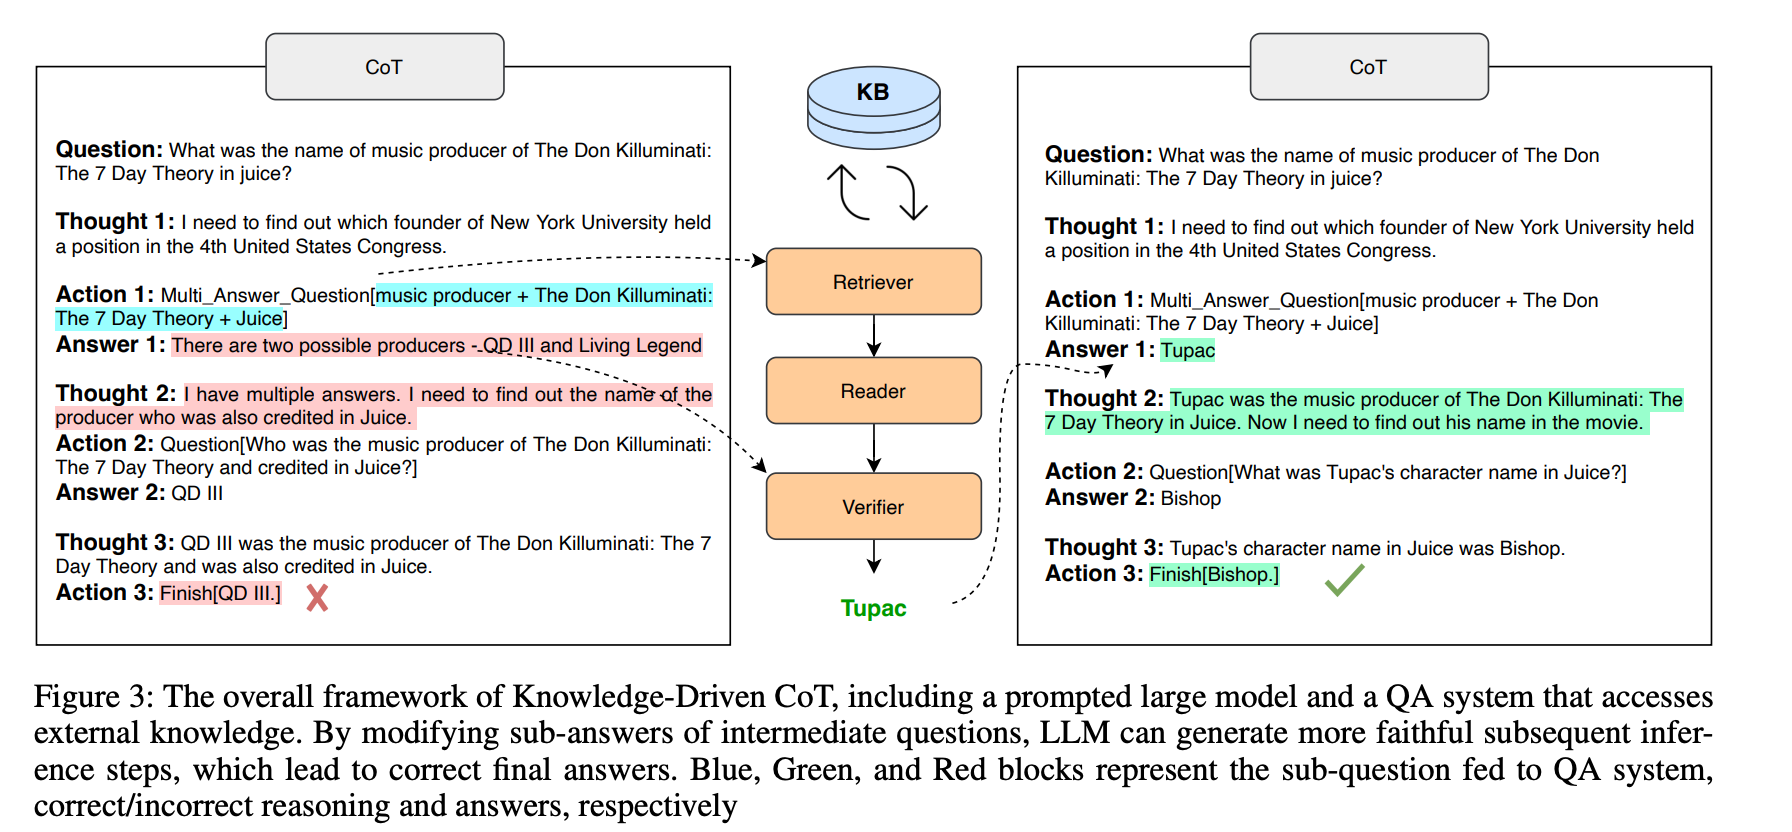 CoT
Question: What was the name of music producer of The Don Killuminati:
The 7 Day Theory in juice?
Thought 1: I need to find out which founder of New York University held
a position in the 4th United States Congress.
Action 1: Multi_Answer_Question[music producer + The Don Killuminati:
The 7 Day Theory + Juice]
Answer 1: There are two possible producers - QD III and Living Legend
Thought 2: I have multiple answers. I need to find out the name of the
producer who was also credited in Juice.
Action 2: Question[Who was the music producer of The Don Killuminati:
The 7 Day Theory and credited in Juice?]
Answer 2: QD III
Thought 3: QD III was the music producer of The Don Killuminati: The 7
Day Theory and was also credited in Juice.
Action 3: Finish[QD III.]
KB
Retriever
Reader
Verifier
Tupac
CoT
Question: What was the name of music producer of The Don
Killuminati: The 7 Day Theory in juice?
Thought 1: I need to find out which founder of New York University held
a position in the 4th United States Congress.
Action 1: Multi_Answer_Question[music producer + The Don
Killuminati: The 7 Day Theory + Juice]
Answer 1: Tupac
Thought 2: Tupac was the music producer of The Don Killuminati: The
7 Day Theory in Juice. Now I need to find out his name in the movie.
Action 2: Question[What was Tupac's character name in Juice?]
Answer 2: Bishop
Thought 3: Tupac's character name in Juice was Bishop.
Action 3: Finish[Bishop.]
Figure 3: The overall framework of Knowledge-Driven CoT, including a prompted large model and a QA system that accesses
external knowledge. By modifying sub-answers of intermediate questions, LLM can generate more faithful subsequent infer-
ence steps, which lead to correct final answers. Blue, Green, and Red blocks represent the sub-question fed to QA system,
correct/incorrect reasoning and answers, respectively